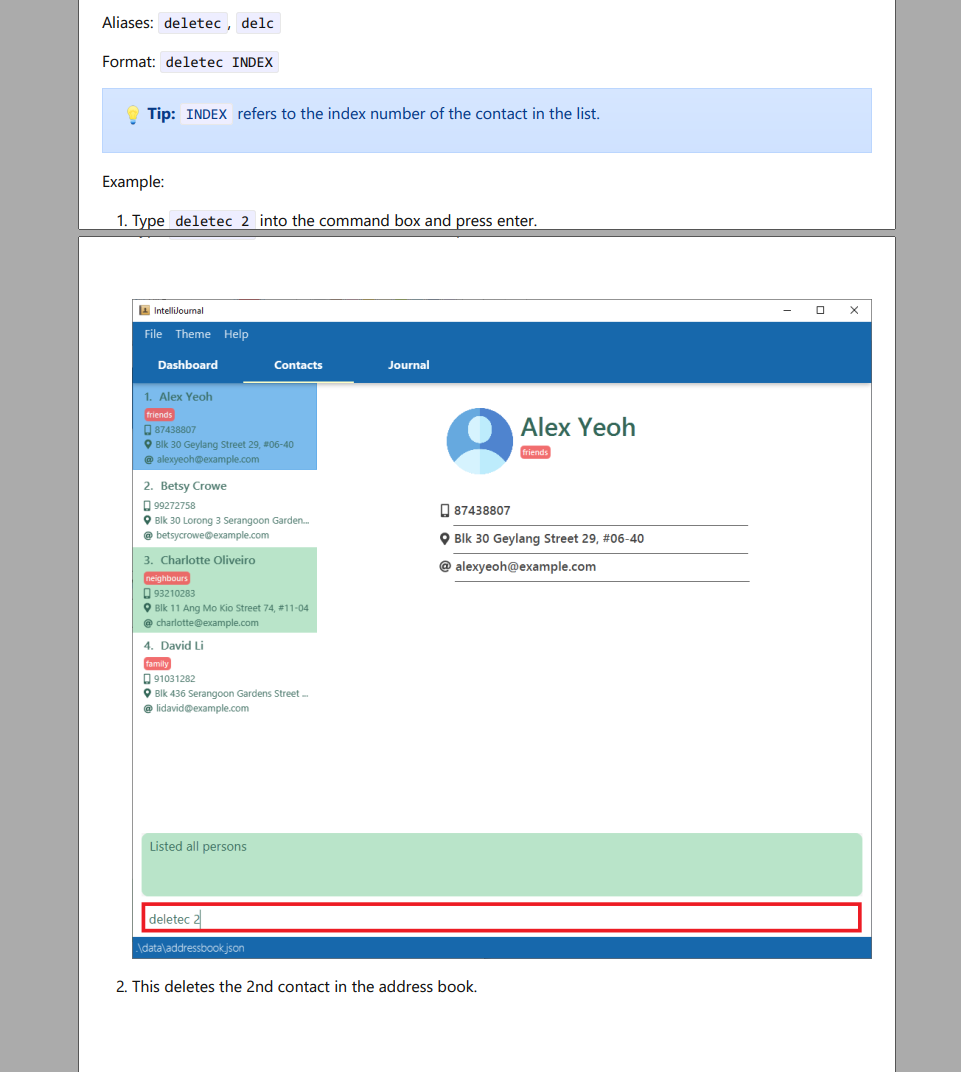 Aliases: deletec, delc
Format: deletec INDEX
Tip: INDEX refers to the index number of the contact in the list.
Example:
1. Type deletec 2 into the command box and press enter.
IntelliJournal
File Theme Help
Dashboard Contacts Journal
1. Alex Yeoh
friends
87438807
Blk 30 Geylang Street 29, #06-40
@ alexyeoh@example.com
2. Betsy Crowe
99272758
Blk 30 Lorong 3 Serangoon Garden...
@ betsycrowe@example.com
3. Charlotte Oliveiro
neighbours
93210283
Blk 11 Ang Mo Kio Street 74, #11-04
@ charlotte@example.com
4. David Li
family
91031282
Blk 436 Serangoon Gardens Street ...
@ lidavid@example.com
Alex Yeoh
friends
87438807
Blk 30 Geylang Street 29, #06-40
@ alexyeoh@example.com
Listed all persons
deletec 2
.\data\addressbook.json
2. This deletes the 2nd contact in the address book.